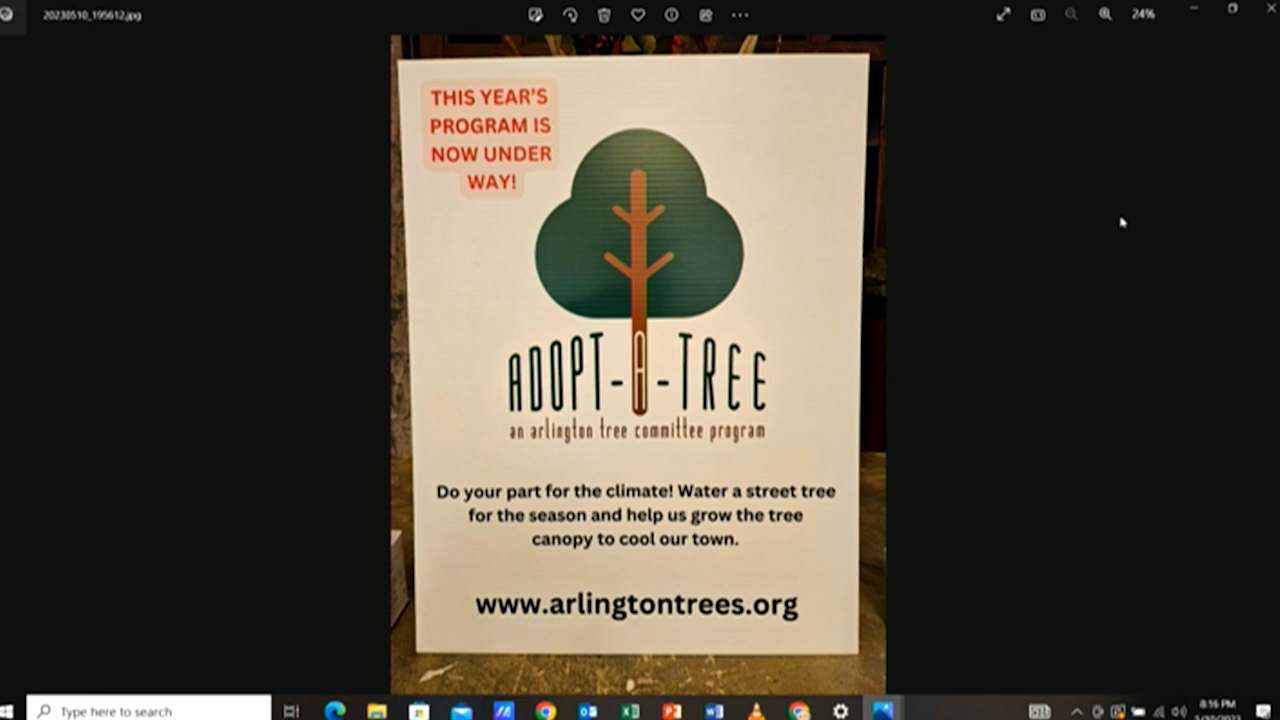 20230510_195612.jpg
24%
THIS YEAR'S
PROGRAM IS
NOW UNDER
WAY!
ADOPT-A-TREE
an arlington tree committee program
Do your part for the climate! Water a street tree
for the season and help us grow the tree
canopy to cool our town.
www.arlingtontrees.org
Type here to search
8:16 PM